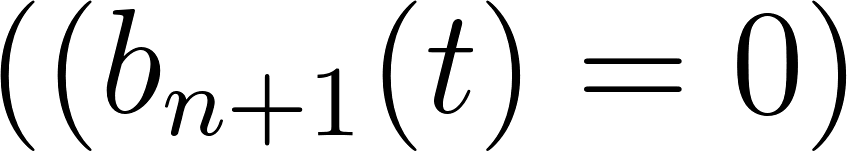 ((b_{n+1}(t) = 0)